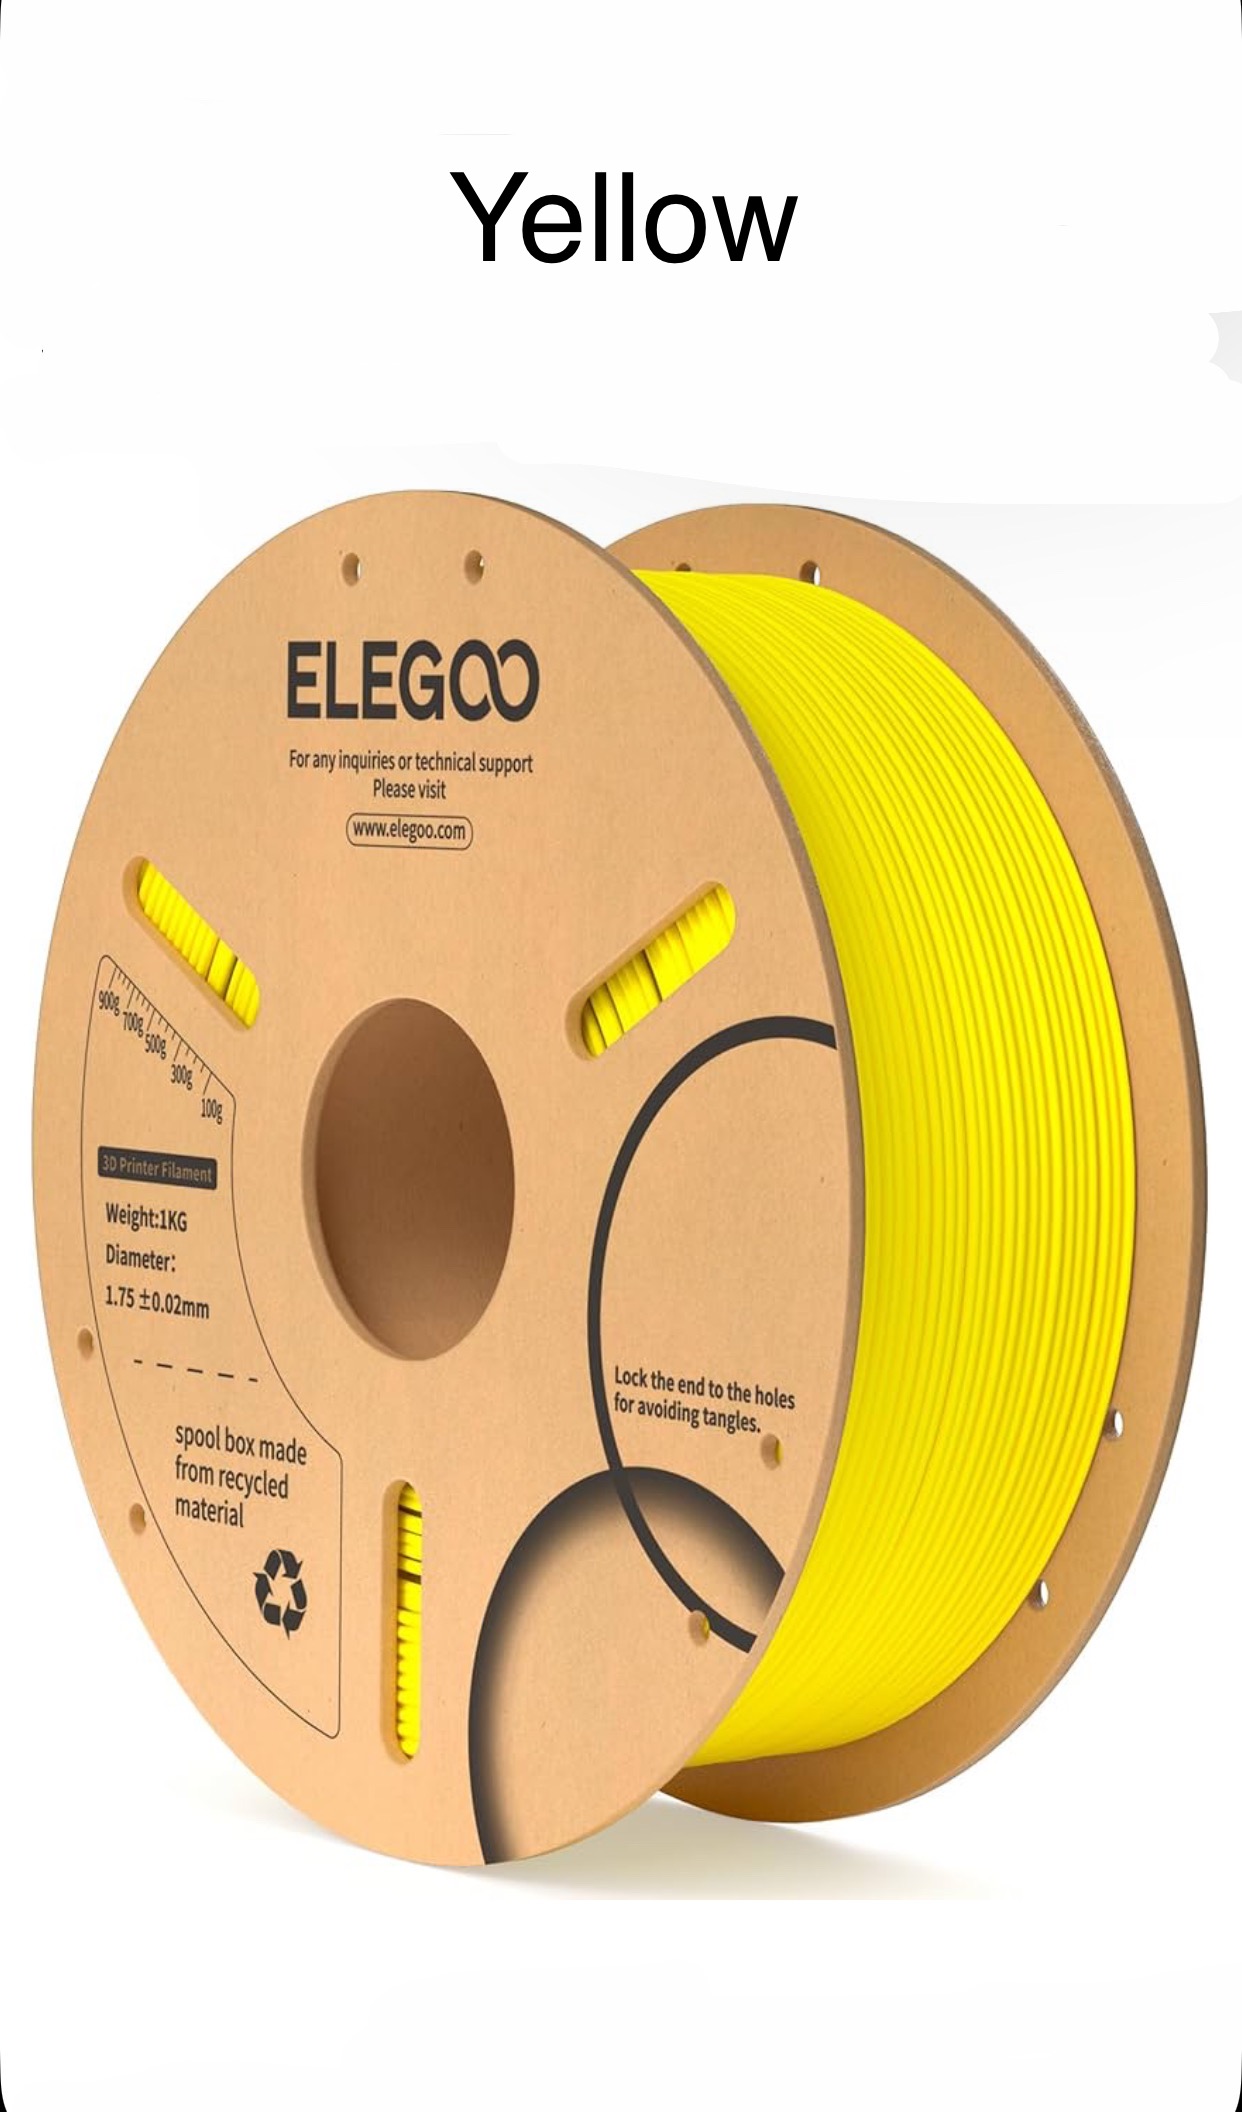 Yellow
ELEGOO
For any inquiries or technical support
Please visit
www.elegoo.com
900g
700g
500g
300g
100g
3D Printer Filament
Weight:1KG
Diameter:
1.75 ±0.02mm
spool box made
from recycled
material
Lock the end to the holes
for avoiding tangles.